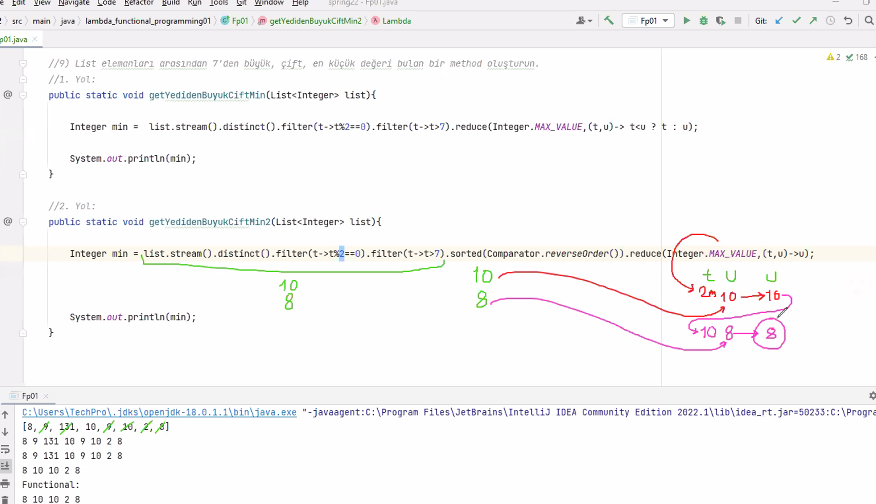 Edit View Navigate Code Refactor Build Run Tools Git Window Help spring22 - Fp01.java
src main java lambda_functional_programming01 Fp01 getYedidenBuyukCiftMin2 Lambda Fp01 Git:
Fp01.java
//9) List elemanları arasından 7'den büyük, çift, en küçük değeri bulan bir method oluşturun. 2 168
//1. Yol:
@ public static void getYedidenBuyukCiftMin(List<Integer> list){
Integer min = list.stream().distinct().filter(t->t%2==0).filter(t->t>7).reduce(Integer.MAX_VALUE,(t,u)-> t<u ? t : u);
System.out.println(min);
}
//2. Yol:
@ public static void getYedidenBuyukCiftMin2(List<Integer> list){
Integer min = list.stream().distinct().filter(t->t%2==0).filter(t->t>7).sorted(Comparator.reverseOrder()).reduce(Integer.MAX_VALUE,(t,u)->u);
10 10 t u u
8 8 2m 10 10
System.out.println(min);
10 8 8
}
Fp01
C:\Users\TechPro\.jdks\openjdk-18.0.1.1\bin\java.exe "-javaagent:C:\Program Files\JetBrains\IntelliJ IDEA Community Edition 2022.1\lib\idea_rt.jar=50233:C:\Program Files
[8, 9, 131, 10, 9, 10, 2, 8]
8 9 131 10 9 10 2 8
8 9 131 10 9 10 2 8
8 10 10 2 8
Functional:
8 10 10 2 8